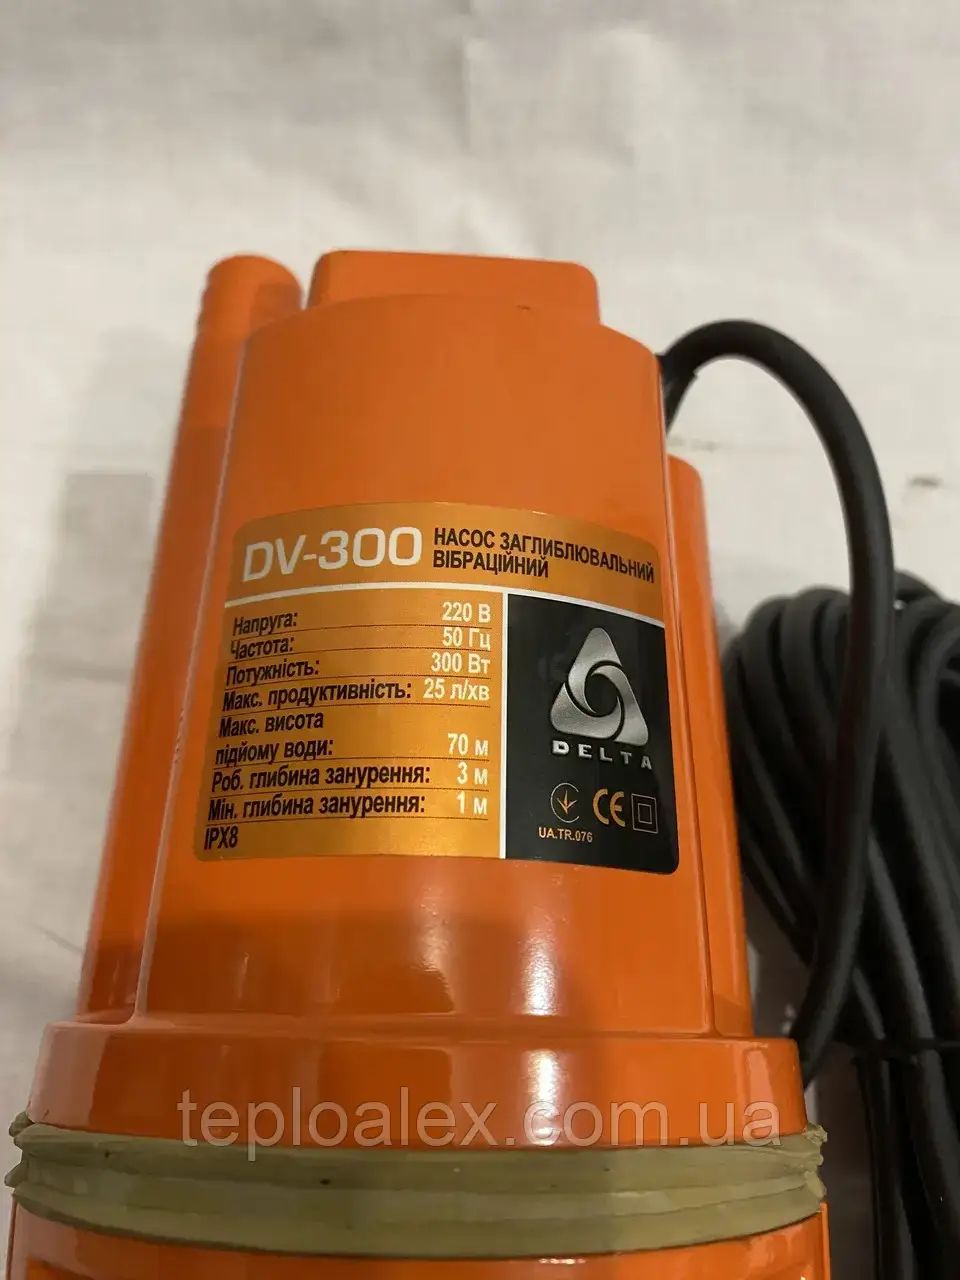 DV-300 НАСОС ЗАГЛИБЛЮВАЛЬНИЙ
ВІБРАЦІЙНИЙ
Напруга: 220 В
Частота: 50 Гц
Потужність: 300 Вт
Макс. продуктивність: 25 л/хв
Макс. висота
підйому води: 70 м
Роб. глибина занурення: 3 м
Мін. глибина занурення: 1 м
IPX8
DELTA
CE
UA.TR.076
teploalex.com.ua